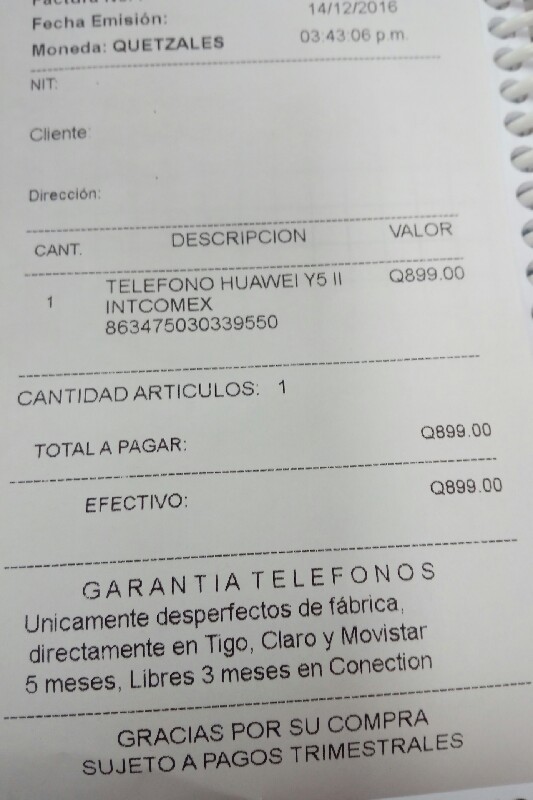 Fecha Emisión: 14/12/2016
Moneda: QUETZALES 03:43:06 p.m.
NIT:
Cliente:
Dirección:
CANT. DESCRIPCION VALOR
1 TELEFONO HUAWEI Y5 II Q899.00
INTCOMEX
863475030339550
CANTIDAD ARTICULOS: 1
TOTAL A PAGAR: Q899.00
EFECTIVO: Q899.00
GARANTIA TELEFONOS
Unicamente desperfectos de fábrica,
directamente en Tigo, Claro y Movistar
5 meses, Libres 3 meses en Conection
GRACIAS POR SU COMPRA
SUJETO A PAGOS TRIMESTRALES